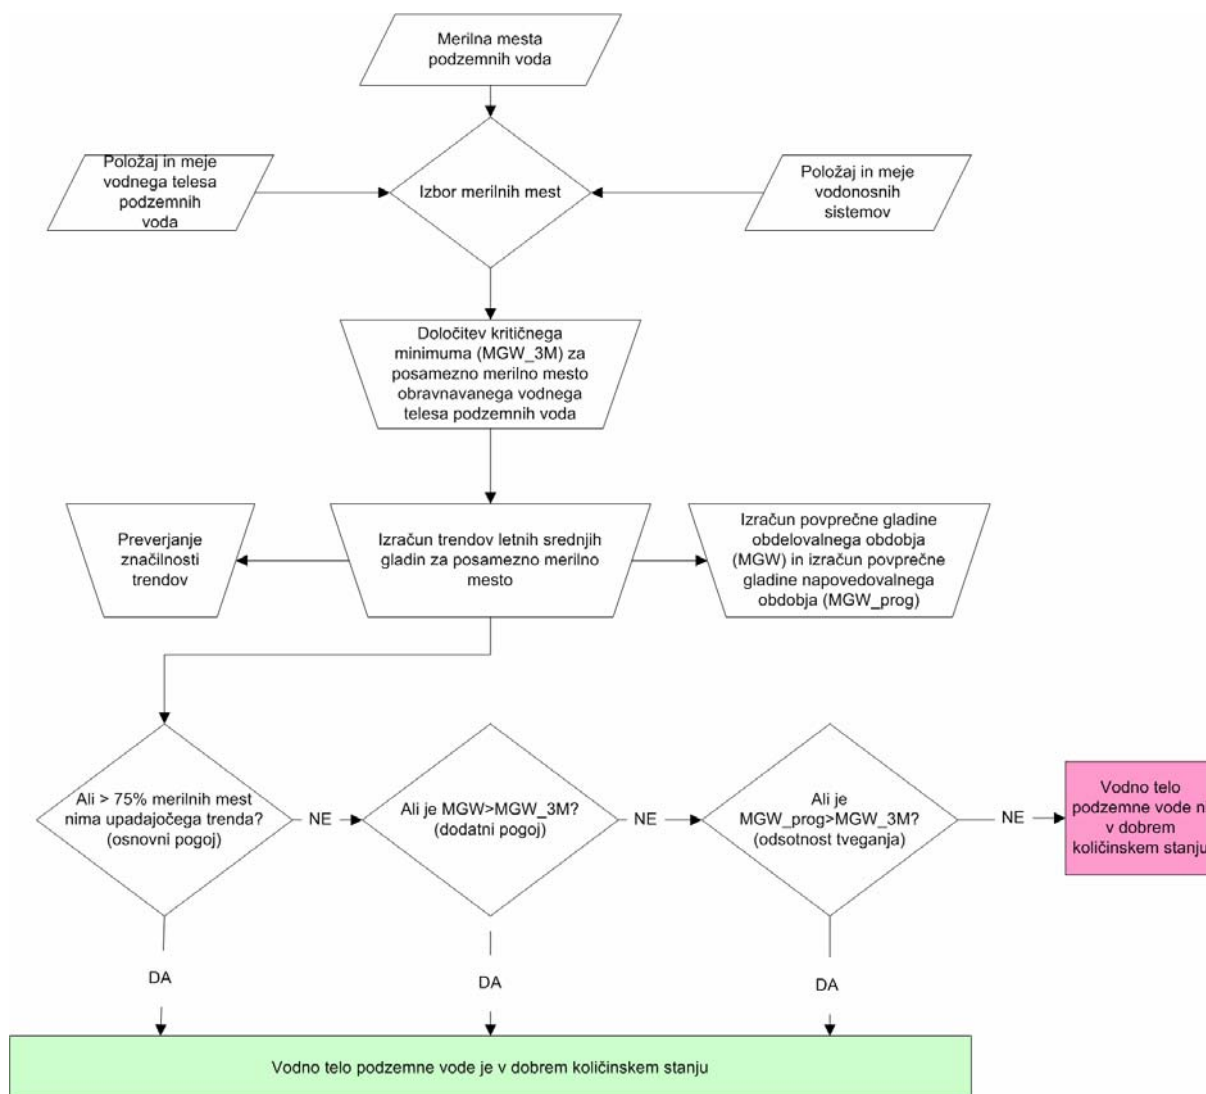 Merilna mesta
podzemnih voda
Položaj in meje
vodnega telesa
podzemnih
voda
Izbor merilnih mest
Položaj in meje
vodonosnih
sistemov
Določitev kritičnega
minimuma (MGW_3M) za
posamezno merilno mesto
obravnavanega vodnega
telesa podzemnih voda
Preverjanje
značilnosti
trendov
Izračun trendov letnih srednjih
gladin za posamezno merilno
mesto
Izračun povprečne gladine
obdelovalnega obdobja
(MGW) in izračun povprečne
gladine napovedovalnega
obdobja (MGW_prog)
Ali > 75% merilnih mest
nima upadajočega trenda?
(osnovni pogoj)
NE
Ali je MGW>MGW_3M?
(dodatni pogoj)
NE
Ali je
MGW_prog>MGW_3M?
(odsotnost tveganja)
NE
Vodno telo
podzemne vode n
v dobrem
količinskem stanju
DA
DA
DA
Vodno telo podzemne vode je v dobrem količinskem stanju